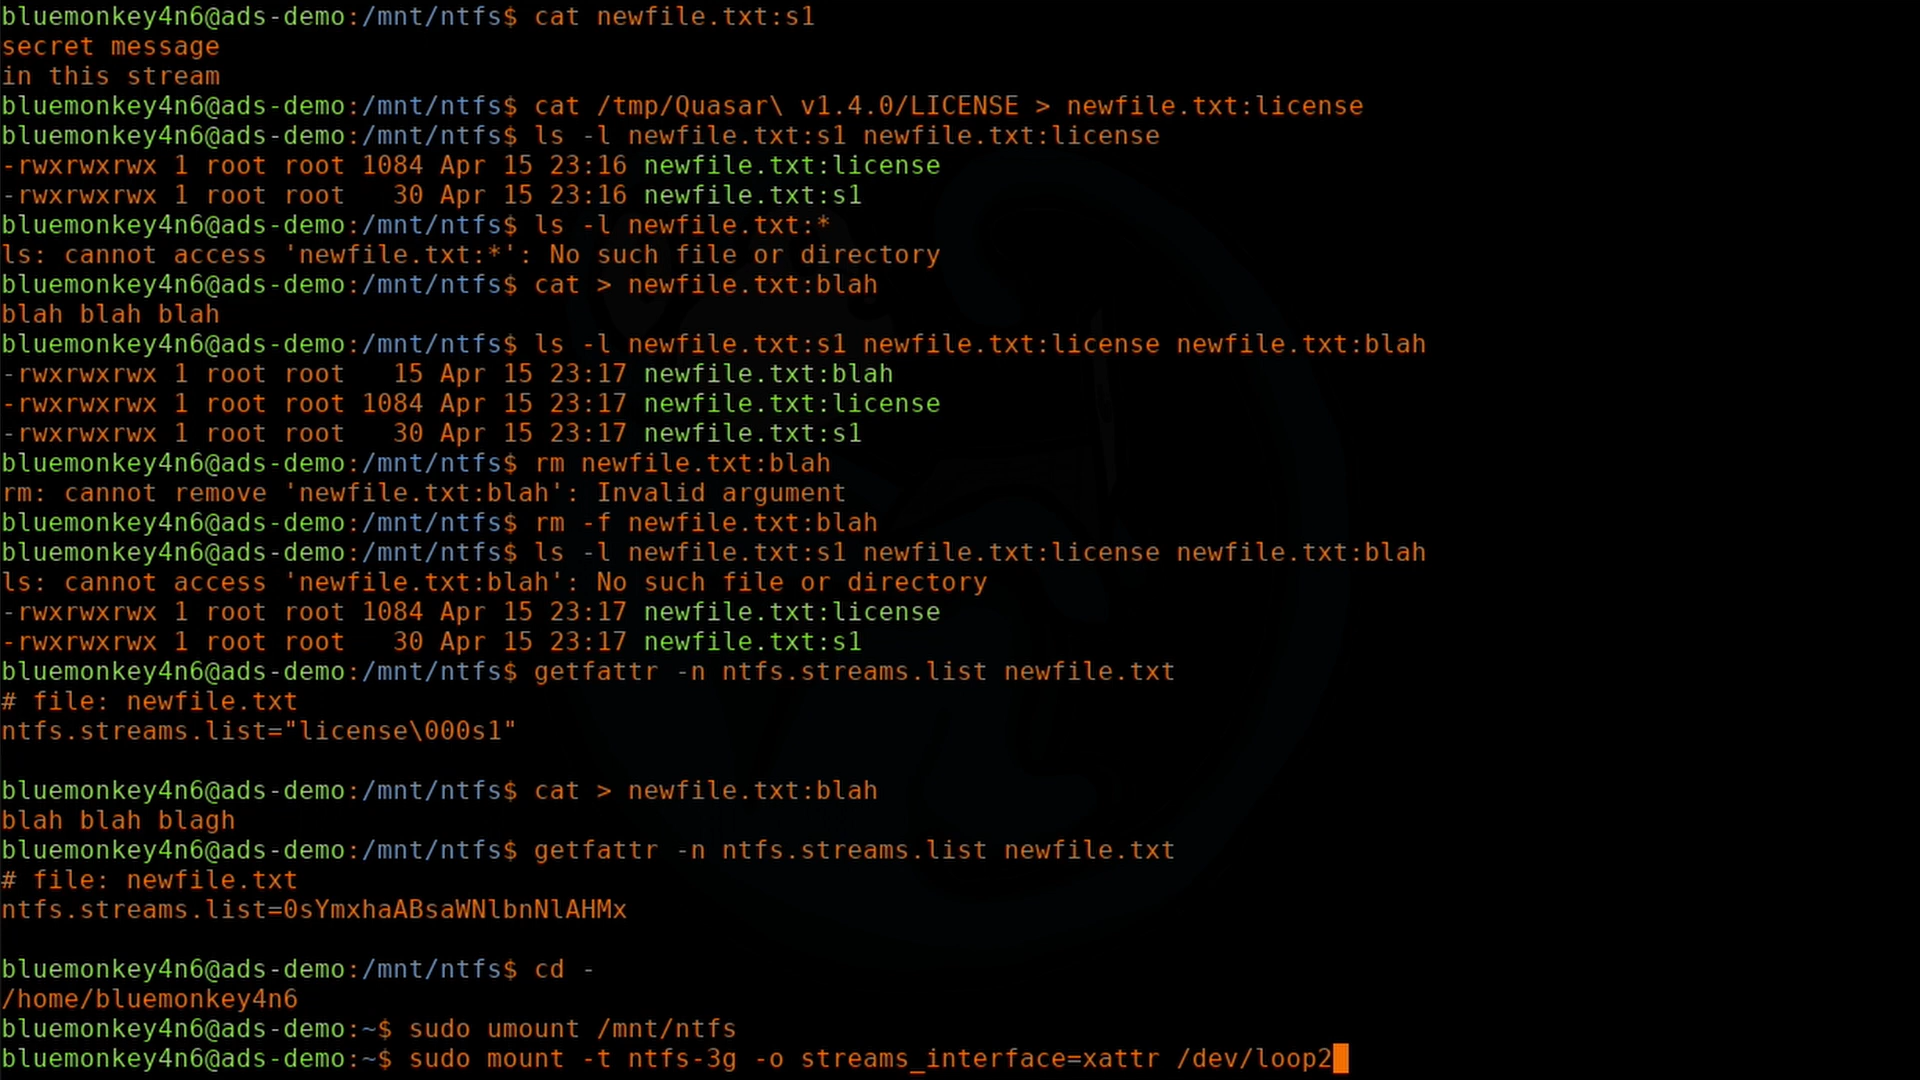 bluemonkey4n6@ads-demo:/mnt/ntfs$ cat newfile.txt:s1
secret message
in this stream
bluemonkey4n6@ads-demo:/mnt/ntfs$ cat /tmp/Quasar\ v1.4.0/LICENSE > newfile.txt:license
bluemonkey4n6@ads-demo:/mnt/ntfs$ ls -l newfile.txt:s1 newfile.txt:license
-rwxrwxrwx 1 root root 1084 Apr 15 23:16 newfile.txt:license
-rwxrwxrwx 1 root root   30 Apr 15 23:16 newfile.txt:s1
bluemonkey4n6@ads-demo:/mnt/ntfs$ ls -l newfile.txt:*
ls: cannot access 'newfile.txt:*': No such file or directory
bluemonkey4n6@ads-demo:/mnt/ntfs$ cat > newfile.txt:blah
blah blah blah
bluemonkey4n6@ads-demo:/mnt/ntfs$ ls -l newfile.txt:s1 newfile.txt:license newfile.txt:blah
-rwxrwxrwx 1 root root   15 Apr 15 23:17 newfile.txt:blah
-rwxrwxrwx 1 root root 1084 Apr 15 23:17 newfile.txt:license
-rwxrwxrwx 1 root root   30 Apr 15 23:17 newfile.txt:s1
bluemonkey4n6@ads-demo:/mnt/ntfs$ rm newfile.txt:blah
rm: cannot remove 'newfile.txt:blah': Invalid argument
bluemonkey4n6@ads-demo:/mnt/ntfs$ rm -f newfile.txt:blah
bluemonkey4n6@ads-demo:/mnt/ntfs$ ls -l newfile.txt:s1 newfile.txt:license newfile.txt:blah
ls: cannot access 'newfile.txt:blah': No such file or directory
-rwxrwxrwx 1 root root 1084 Apr 15 23:17 newfile.txt:license
-rwxrwxrwx 1 root root   30 Apr 15 23:17 newfile.txt:s1
bluemonkey4n6@ads-demo:/mnt/ntfs$ getfattr -n ntfs.streams.list newfile.txt
# file: newfile.txt
ntfs.streams.list="license\000s1"

bluemonkey4n6@ads-demo:/mnt/ntfs$ cat > newfile.txt:blah
blah blah blagh
bluemonkey4n6@ads-demo:/mnt/ntfs$ getfattr -n ntfs.streams.list newfile.txt
# file: newfile.txt
ntfs.streams.list=0sYmxhaABsaWNlbnNlAHMx

bluemonkey4n6@ads-demo:/mnt/ntfs$ cd -
/home/bluemonkey4n6
bluemonkey4n6@ads-demo:~$ sudo umount /mnt/ntfs
bluemonkey4n6@ads-demo:~$ sudo mount -t ntfs-3g -o streams_interface=xattr /dev/loop2